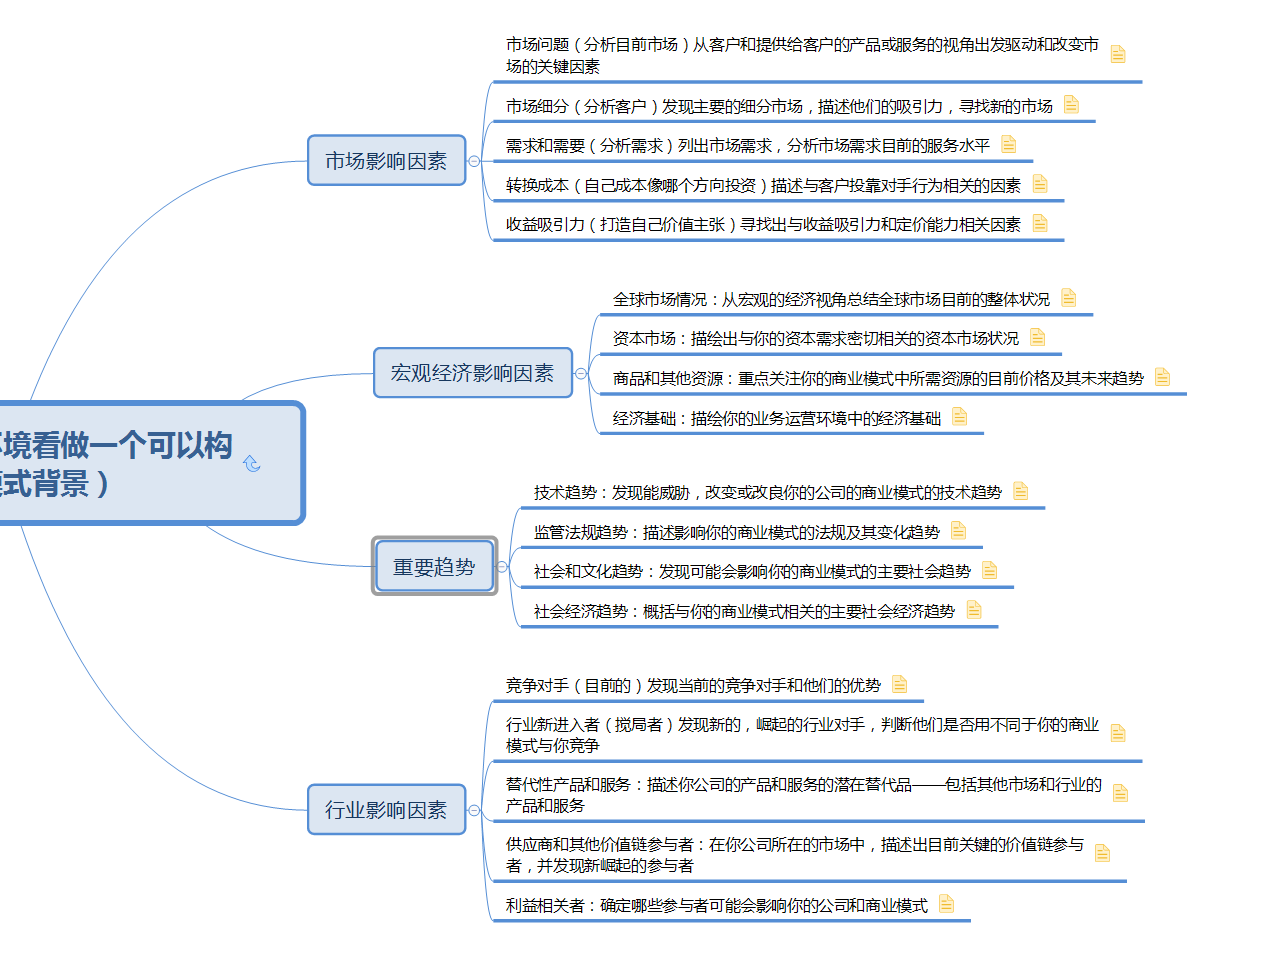 市场影响因素
市场问题（分析目前市场）从客户和提供给客户的产品或服务的视角出发驱动和改变市
场的关键因素
市场细分（分析客户）发现主要的细分市场，描述他们的吸引力，寻找新的市场
需求和需要（分析需求）列出市场需求，分析市场需求目前的服务水平
转换成本（自己成本像哪个方向投资）描述与客户投靠对手行为相关的因素
收益吸引力（打造自己价值主张）寻找出与收益吸引力和定价能力相关因素
宏观经济影响因素
全球市场情况：从宏观的经济视角总结全球市场目前的整体状况
资本市场：描绘出与你的资本需求密切相关的资本市场状况
商品和其他资源：重点关注你的商业模式中所需资源的目前价格及其未来趋势
经济基础：描绘你的业务运营环境中的经济基础
环境看做一个可以构
模式背景）
重要趋势
技术趋势：发现能威胁，改变或改良你的公司的商业模式的技术趋势
监管法规趋势：描述影响你的商业模式的法规及其变化趋势
社会和文化趋势：发现可能会影响你的商业模式的主要社会趋势
社会经济趋势：概括与你的商业模式相关的主要社会经济趋势
行业影响因素
竞争对手（目前的）发现当前的竞争对手和他们的优势
行业新进入者（搅局者）发现新的，崛起的行业对手，判断他们是否用不同于你的商业
模式与你竞争
替代性产品和服务：描述你公司的产品和服务的潜在替代品——包括其他市场和行业的
产品和服务
供应商和其他价值链参与者：在你公司所在的市场中，描述出目前关键的价值链参与
者，并发现新崛起的参与者
利益相关者：确定哪些参与者可能会影响你的公司和商业模式